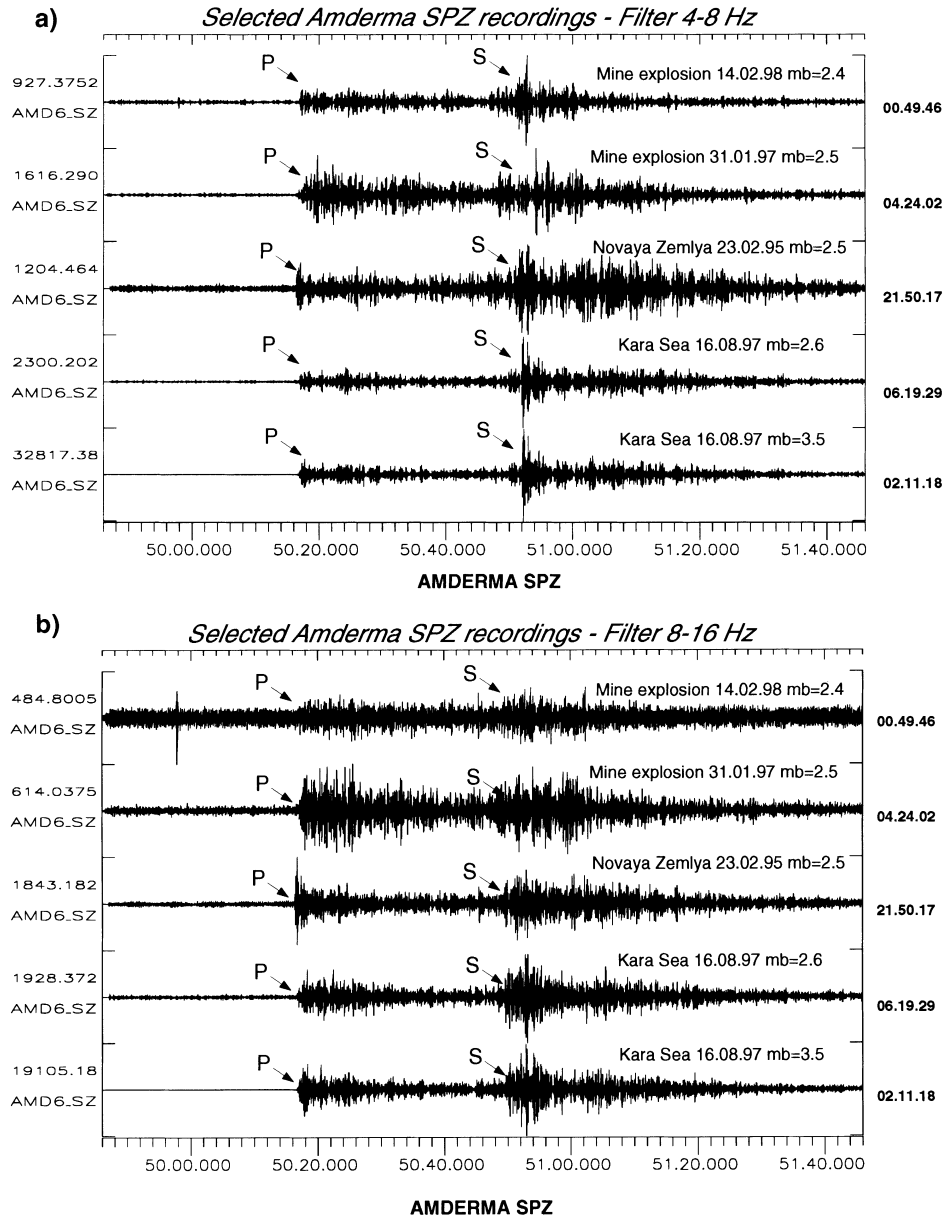 a)
Selected Amderma SPZ recordings - Filter 4-8 Hz
927.3752
AMD6_SZ
P
S
Mine explosion 14.02.98 mb=2.4
00.49.46
1616.290
AMD6_SZ
P
S
Mine explosion 31.01.97 mb=2.5
04.24.02
1204.464
AMD6_SZ
P
S
Novaya Zemlya 23.02.95 mb=2.5
21.50.17
2300.202
AMD6_SZ
P
S
Kara Sea 16.08.97 mb=2.6
06.19.29
32817.38
AMD6_SZ
P
S
Kara Sea 16.08.97 mb=3.5
02.11.18
50.00.000 50.20.000 50.40.000 51.00.000 51.20.000 51.40.000
AMDERMA SPZ
b)
Selected Amderma SPZ recordings - Filter 8-16 Hz
484.8005
AMD6_SZ
P
S
Mine explosion 14.02.98 mb=2.4
00.49.46
614.0375
AMD6_SZ
P
S
Mine explosion 31.01.97 mb=2.5
04.24.02
1843.182
AMD6_SZ
P
S
Novaya Zemlya 23.02.95 mb=2.5
21.50.17
1928.372
AMD6_SZ
P
S
Kara Sea 16.08.97 mb=2.6
06.19.29
19105.18
AMD6_SZ
P
S
Kara Sea 16.08.97 mb=3.5
02.11.18
50.00.000 50.20.000 50.40.000 51.00.000 51.20.000 51.40.000
AMDERMA SPZ